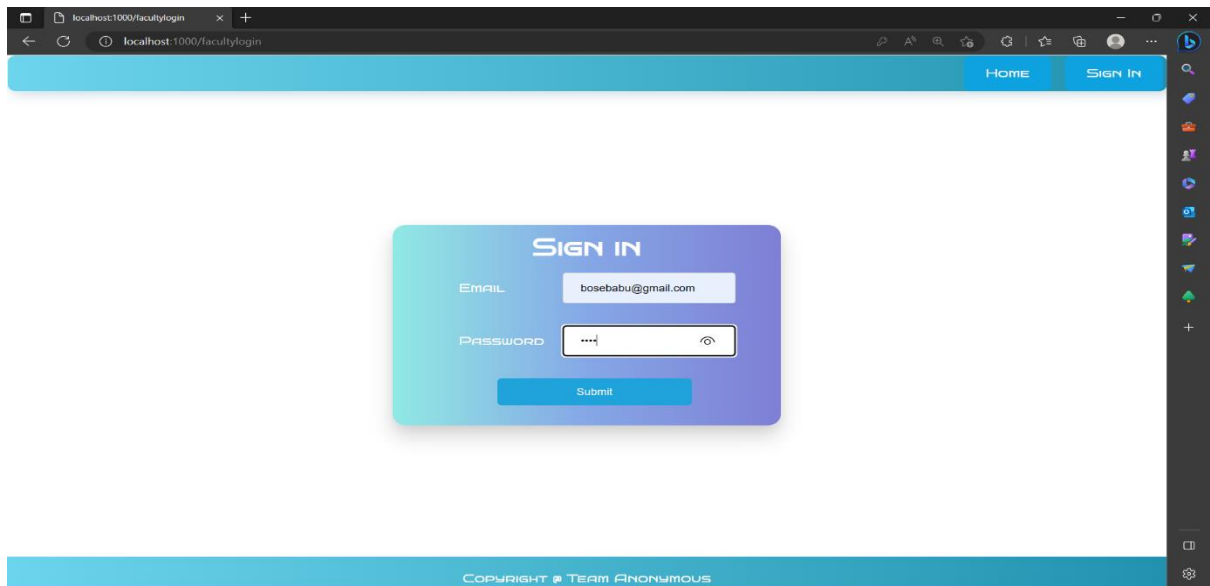 localhost:1000/facultylogin
localhost:1000/facultylogin
Home Sign In
Sign in
Email bosebabu@gmail.com
Password ····
Submit
Copyright @ Team Anonymous